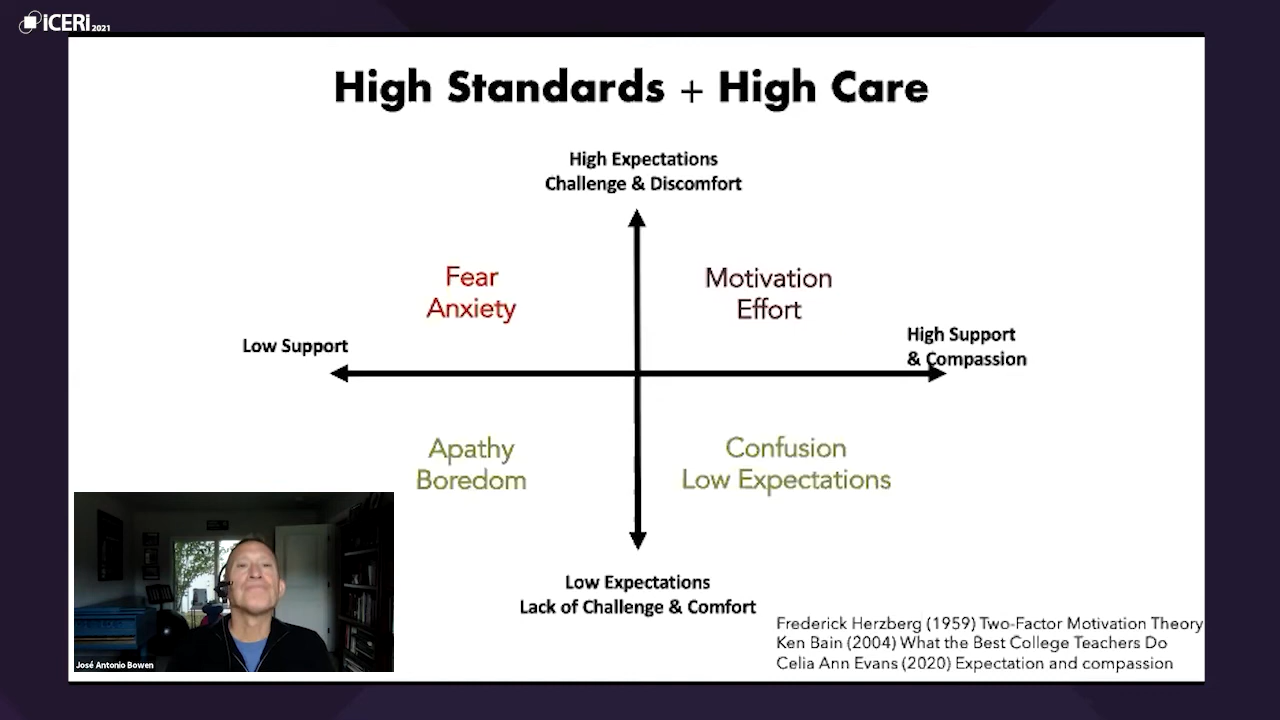 iCERi2021
High Standards + High Care
High Expectations
Challenge & Discomfort
Fear
Anxiety
Motivation
Effort
Low Support
High Support
& Compassion
Apathy
Boredom
Confusion
Low Expectations
Low Expectations
Lack of Challenge & Comfort
Frederick Herzberg (1959) Two-Factor Motivation Theory
Ken Bain (2004) What the Best College Teachers Do
Celia Ann Evans (2020) Expectation and compassion
José Antonio Bowen